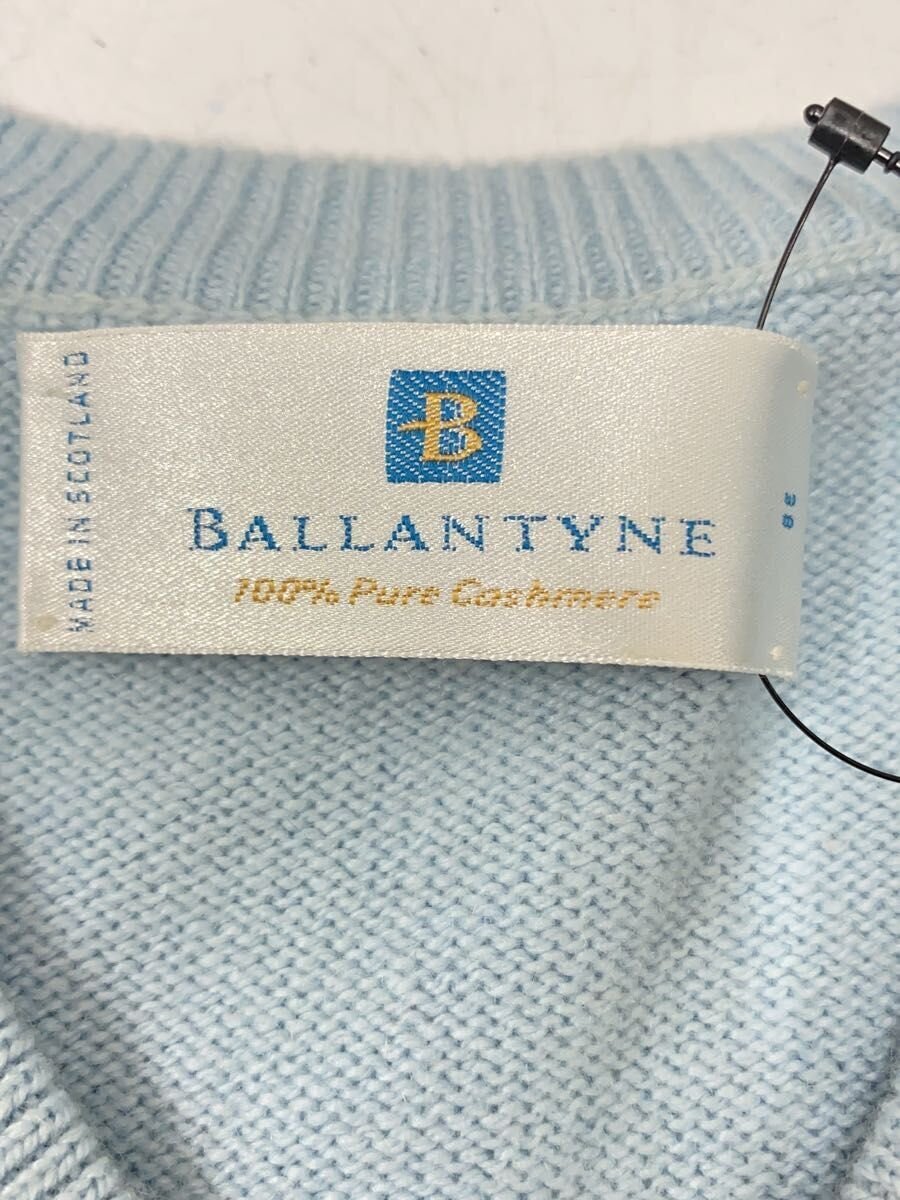 MADE IN SCOTLAND
B
BALLANTYNE
100% Pure Cashmere
38